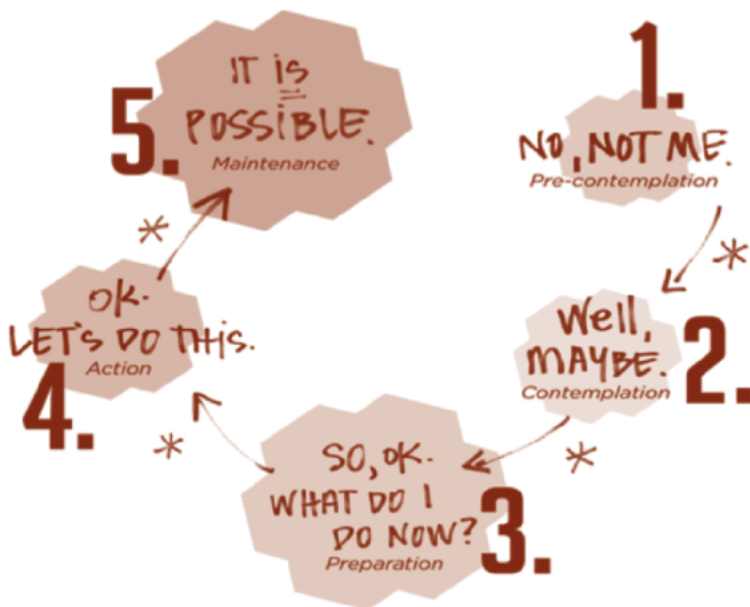 1.
NO, NOT ME.
Pre-contemplation
*
Well,
MAYBE.
Contemplation
2.
*
SO, OK.
WHAT DO I
DO NOW?
Preparation
3.
*
OK.
LET'S DO THIS.
Action
4.
*
IT is
POSSIBLE.
Maintenance
5.